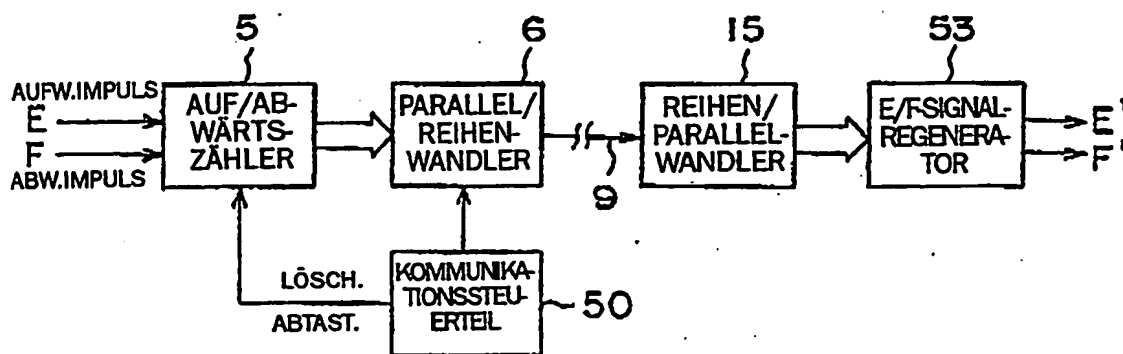 5
6
15
53
AUFW.IMPULS
E
F
ABW.IMPULS
AUF/AB-
WÄRTS-
ZÄHLER
PARALLEL/
REIHEN-
WANDLER
9
REIHEN/
PARALLEL-
WANDLER
E/F-SIGNAL-
REGENERA-
TOR
E'
F'
LÖSCH.
ABTAST.
KOMMUNIKA-
TIONSSTEU-
ERTEIL
50